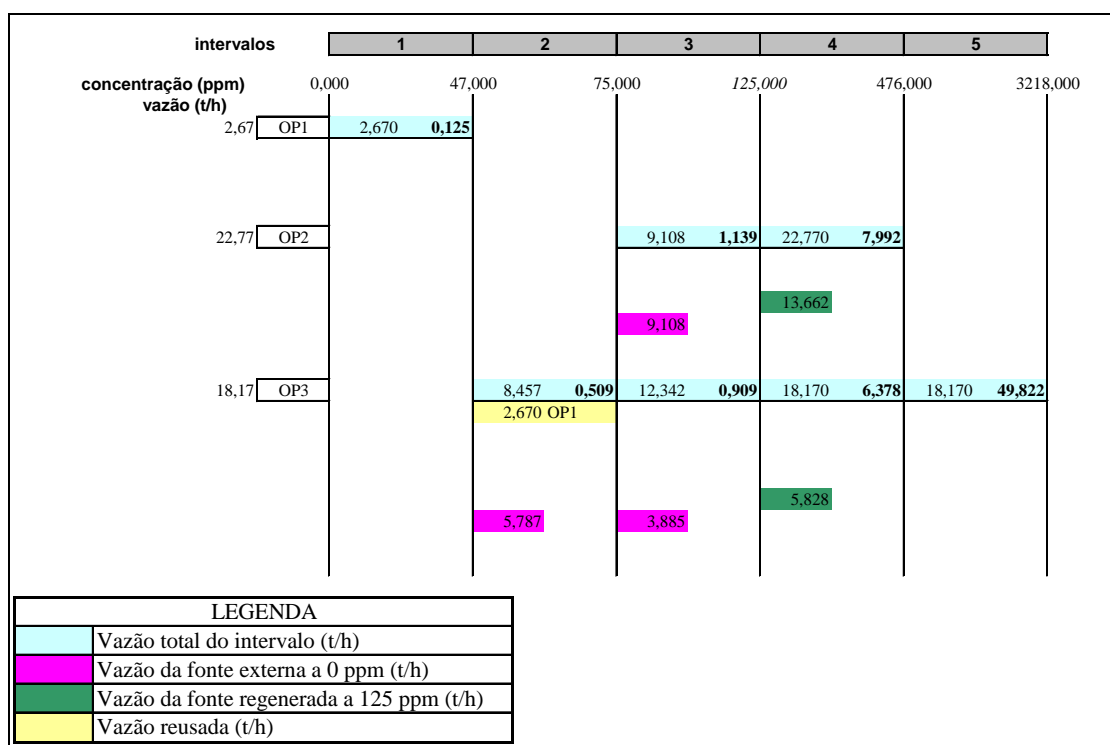 intervalos 1 2 3 4 5
concentração (ppm) 0,000 47,000 75,000 125,000 476,000 3218,000
vazão (t/h)
2,67 OP1 2,670 0,125
22,77 OP2 9,108 1,139 22,770 7,992
13,662
9,108
18,17 OP3 8,457 0,509 12,342 0,909 18,170 6,378 18,170 49,822
2,670 OP1
5,828
5,787 3,885
LEGENDA
Vazão total do intervalo (t/h)
Vazão da fonte externa a 0 ppm (t/h)
Vazão da fonte regenerada a 125 ppm (t/h)
Vazão reusada (t/h)